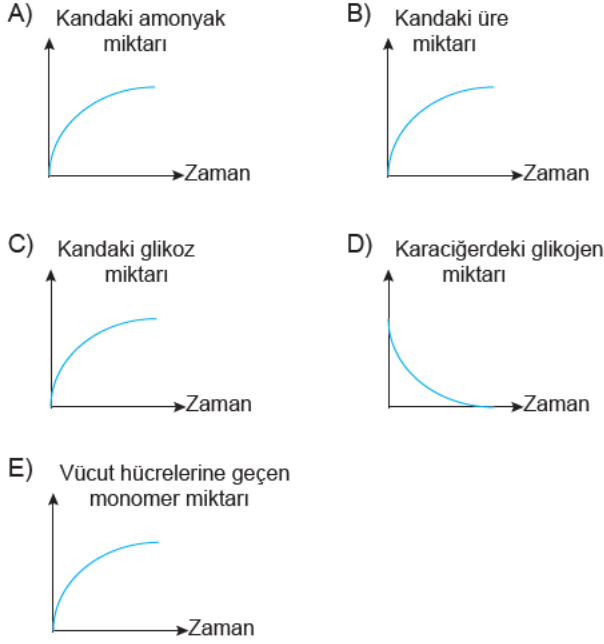 A) Kandaki amonyak
miktarı
Zaman
B) Kandaki üre
miktarı
Zaman
C) Kandaki glikoz
miktarı
Zaman
D) Karaciğerdeki glikojen
miktarı
Zaman
E) Vücut hücrelerine geçen
monomer miktarı
Zaman